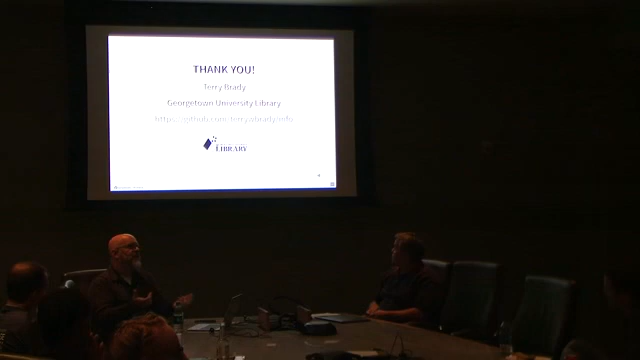 THANK YOU!
Terry Brady
Georgetown University Library
https://github.com/terrywbrady/info
LIBRARY